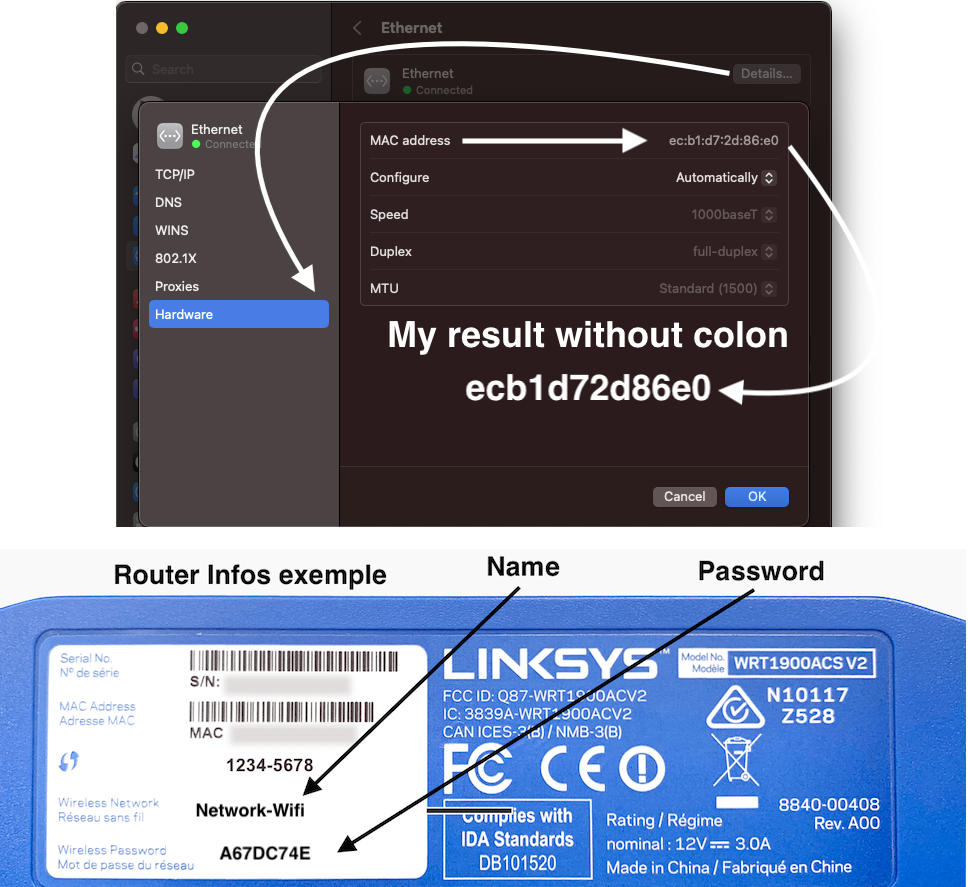 Ethernet
Search
Ethernet
Details...
Connected
Ethernet
Connected
TCP/IP
DNS
WINS
802.1X
Proxies
Hardware
MAC address
ec:b1:d7:2d:86:e0
Configure
Automatically
Speed
1000baseT
Duplex
full-duplex
MTU
Standard (1500)
My result without colon
ecb1d72d86e0
Cancel
OK
Router Infos exemple
Name
Password
Serial No.
Nº de série
S/N:
MAC Address
Adresse MAC
MAC
1234-5678
Wireless Network
Réseau sans fil
Network-Wifi
Wireless Password
Mot de passe du réseau
A67DC74E
LINKSYS™
Model No.
Modèle
WRT1900ACS V2
FCC ID: Q87-WRT1900ACV2
IC: 3839A-WRT1900ACV2
CAN ICES-3(B) / NMB-3(B)
N10117
Z528
FC CE
Complies with
IDA Standards
DB101520
8840-00408
Rev. A00
Rating / Régime
nominal : 12V ⎓ 3.0A
Made in China / Fabriqué en Chine